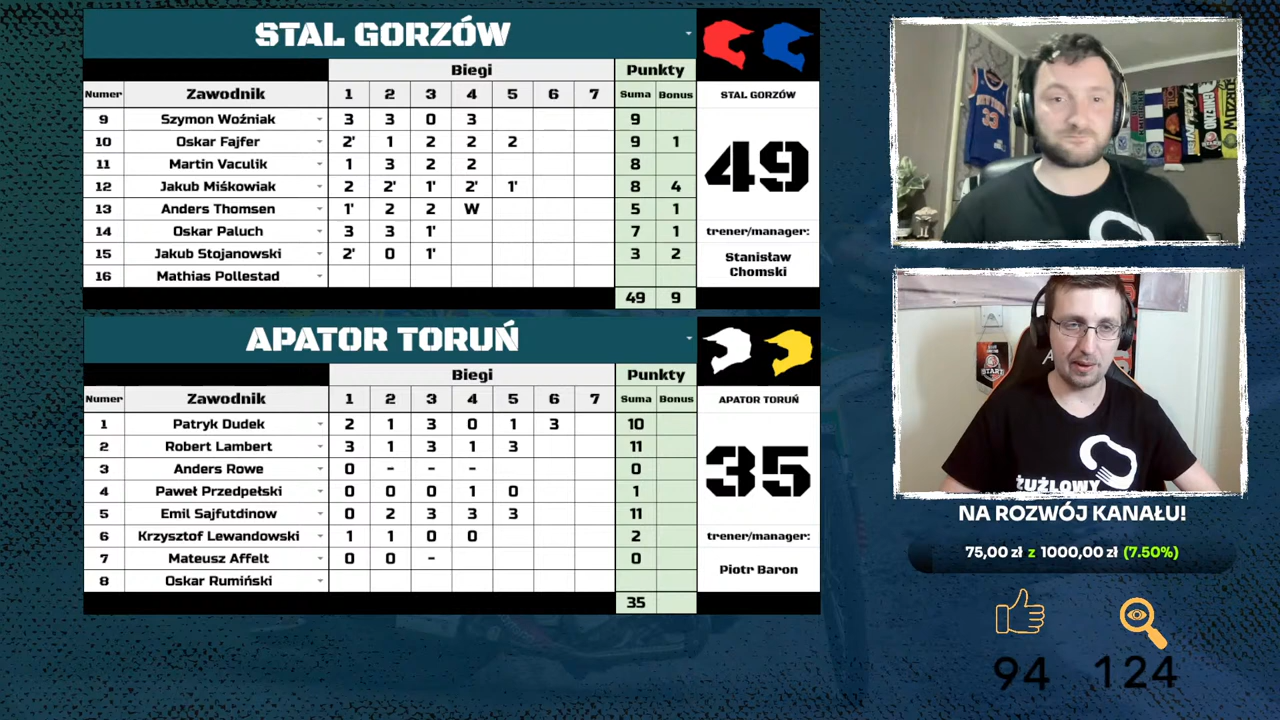 STAL GORZÓW
Biegi Punkty
Numer Zawodnik 1 2 3 4 5 6 7 Suma Bonus STAL GORZÓW
9 Szymon Woźniak 3 3 0 3 9
10 Oskar Fajfer 2' 1 2 2 2 9 1
11 Martin Vaculik 1 3 2 2 8
12 Jakub Miśkowiak 2 2' 1' 2' 1' 8 4
49
13 Anders Thomsen 1' 2 2 W 5 1
14 Oskar Paluch 3 3 1' 7 1 trener/manager:
15 Jakub Stojanowski 2' 0 1' 3 2 Stanisław
16 Mathias Pollestad Chomski
49 9
APATOR TORUŃ
Biegi Punkty
Numer Zawodnik 1 2 3 4 5 6 7 Suma Bonus APATOR TORUŃ
1 Patryk Dudek 2 1 3 0 1 3 10
2 Robert Lambert 3 1 3 1 3 11
3 Anders Rowe 0 - - - 0
4 Paweł Przedpełski 0 0 0 1 0 1
35
5 Emil Sajfutdinow 0 2 3 3 3 11
6 Krzysztof Lewandowski 1 1 0 0 2 trener/manager:
7 Mateusz Affelt 0 0 - 0 Piotr Baron
8 Oskar Rumiński
35
NEW YORK
33
GNIEZNO
START
ŻUŻLOWY
NA ROZWÓJ KANAŁU!
75,00 zł z 1000,00 zł (7.50%)
94 124